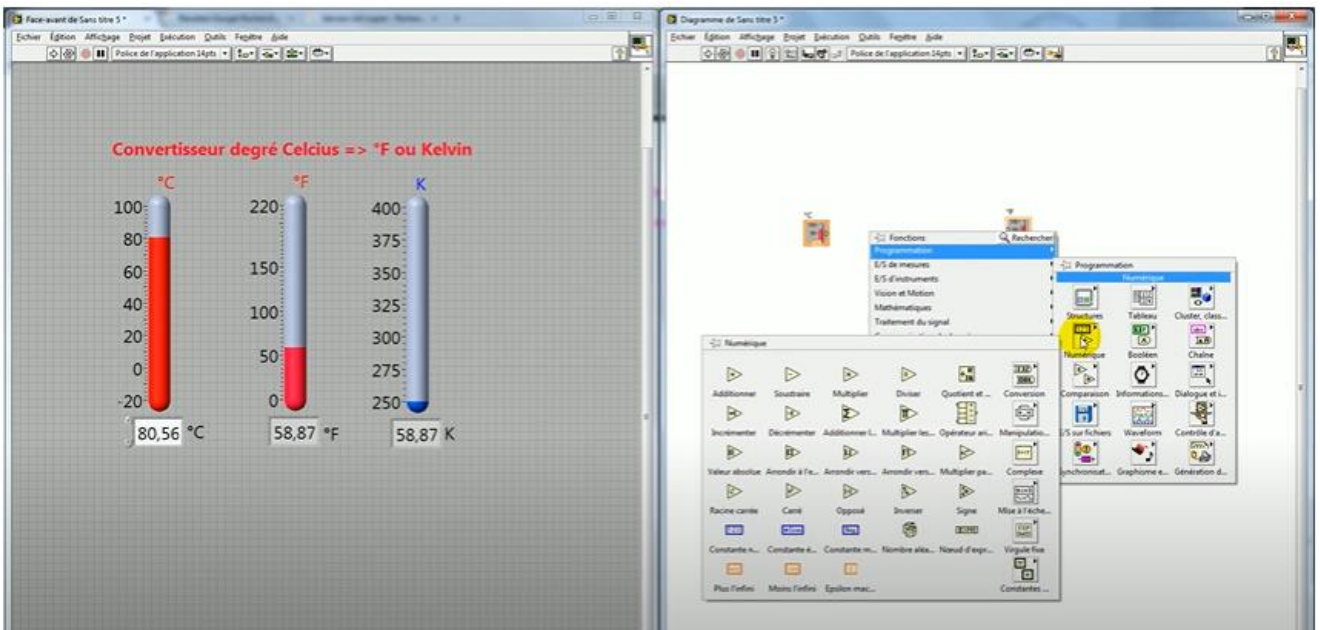 Face-avant de Sans titre 5 *
Fichier Édition Affichage Projet Exécution Outils Fenêtre Aide
Police de l'application 14pts
Convertisseur degré Celcius => °F ou Kelvin
°C °F K
100 220 400
80 375
60 150 350
40 100 325
20 300
0 50 275
-20 0 250
80,56 °C 58,87 °F 58,87 K
Diagramme de Sans titre 5 *
Fichier Édition Affichage Projet Exécution Outils Fenêtre Aide
Police de l'application 14pts
°C °F
Fonctions Rechercher
Programmation
E/S de mesures
E/S d'instruments
Vision et Motion
Mathématiques
Traitement du signal
Programmation
Numérique
Structures Tableau Cluster, class...
Numérique Booléen Chaîne
Comparaison Informations... Dialogue et i...
E/S sur fichiers Waveform Contrôle d'a...
Synchronisat... Graphisme e... Génération d...
Numérique
Additionner Soustraire Multiplier Diviser Quotient et ... Conversion
Incrémenter Décrémenter Additionner l... Multiplier les... Opérateur ari... Manipulatio...
Valeur absolue Arrondir à l'e... Arrondir vers... Arrondir vers... Multiplier pa... Complexe
Racine carrée Carré Opposé Inverser Signe Mise à l'éche...
Constante n... Constante é... Constante m... Nombre aléa... Nœud d'expr... Virgule fixe
Plus l'infini Moins l'infini Epsilon mac... Constantes ...